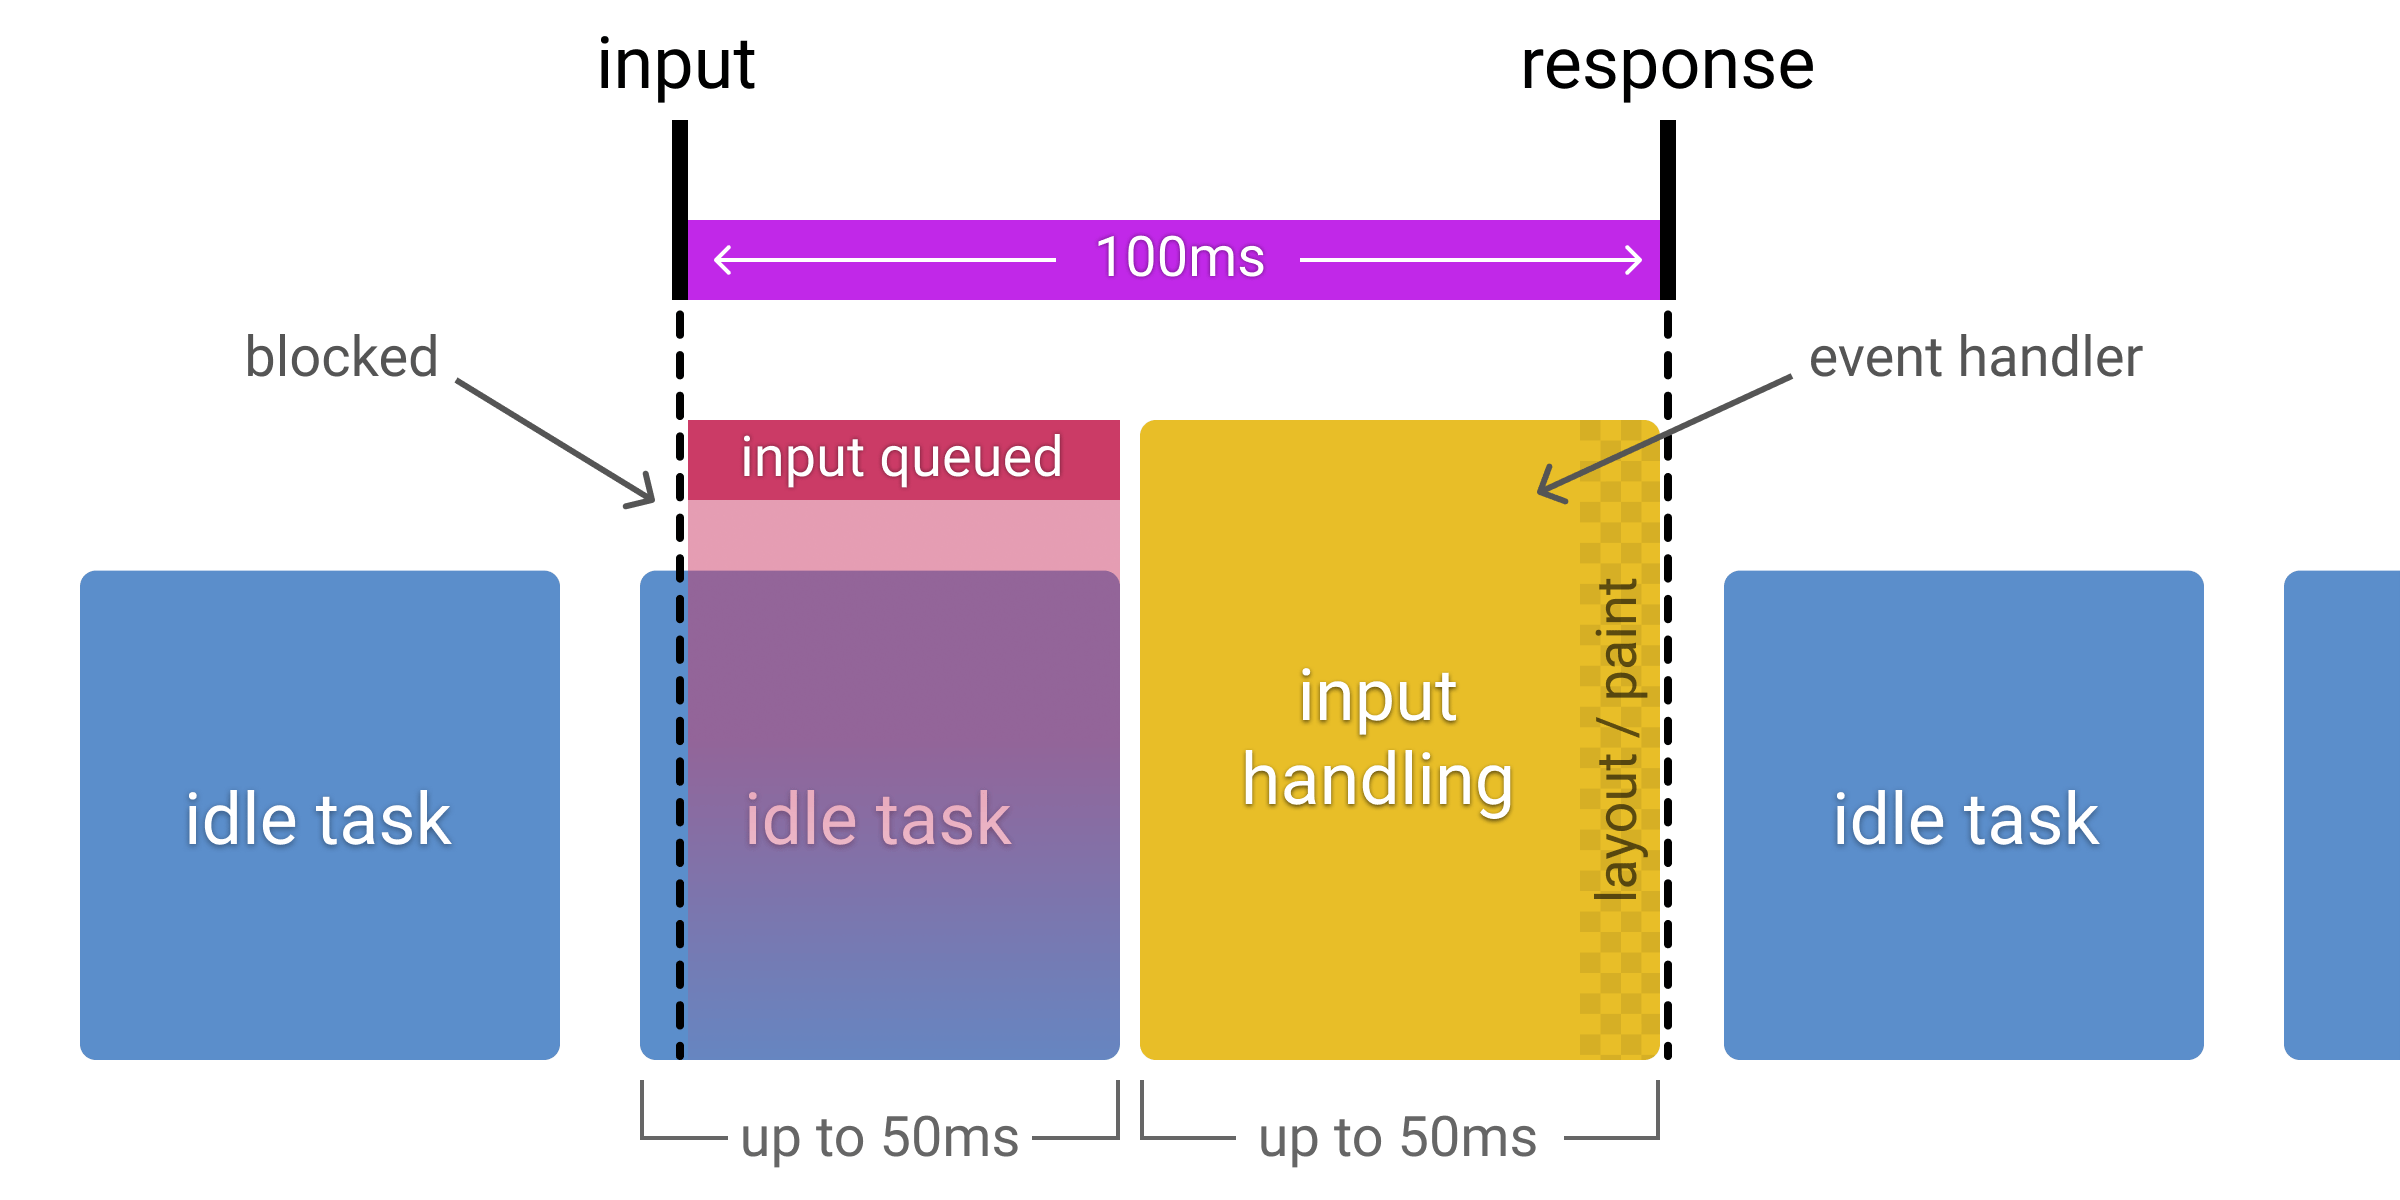 input
response
100ms
blocked
event handler
input queued
idle task
idle task
input
handling
layout / paint
idle task
up to 50ms
up to 50ms